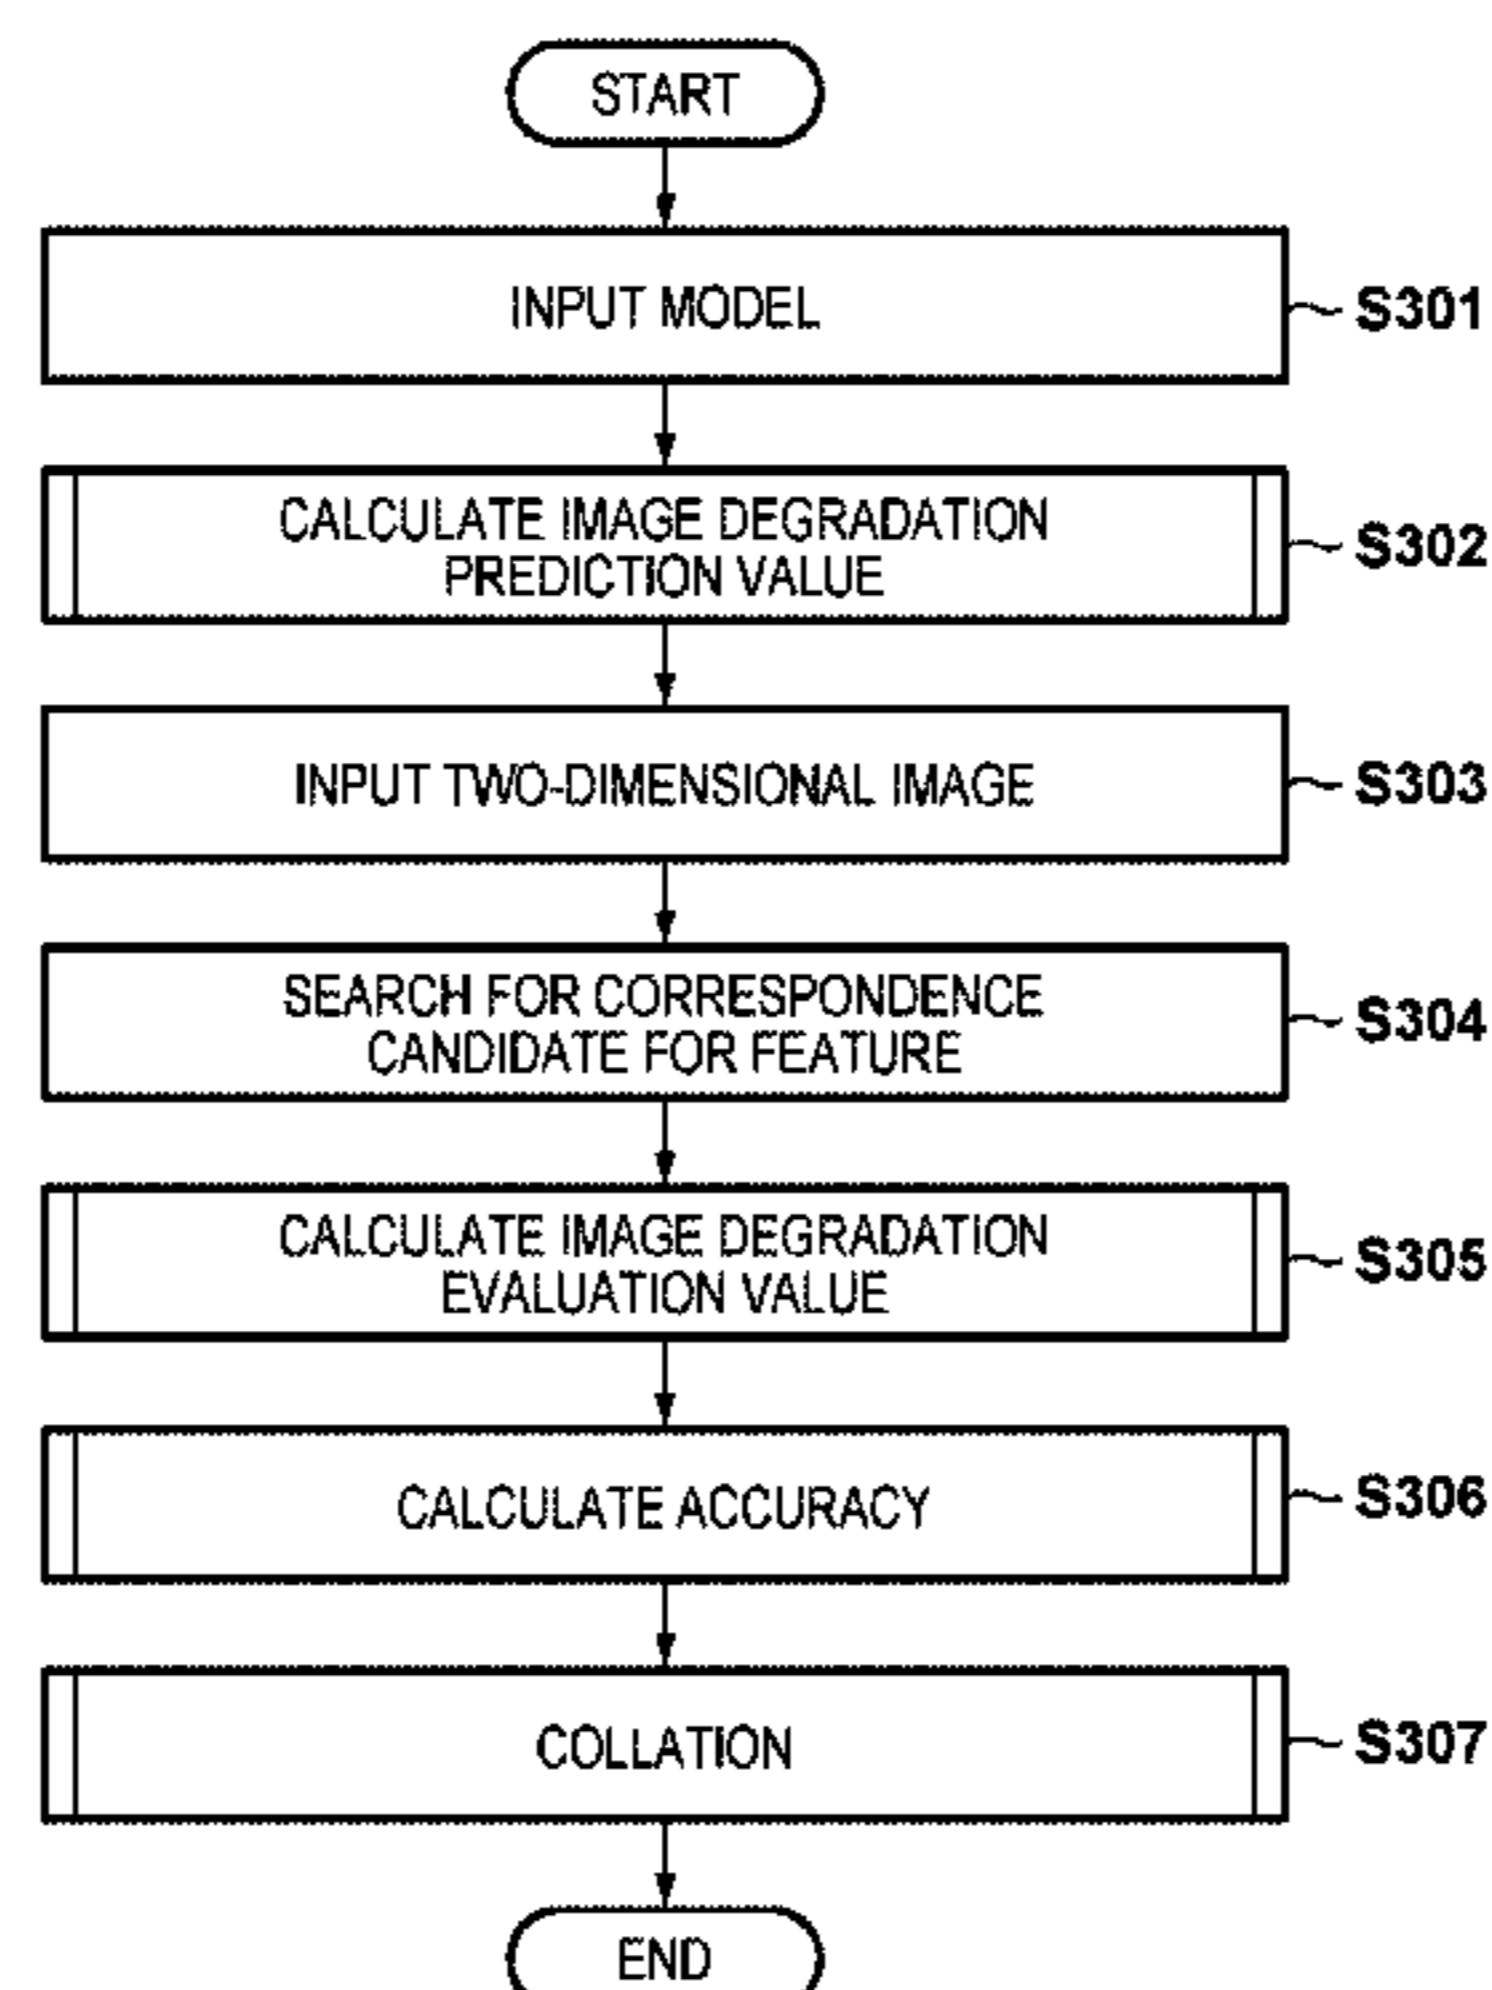 START
INPUT MODEL
S301
CALCULATE IMAGE DEGRADATION
PREDICTION VALUE
S302
INPUT TWO-DIMENSIONAL IMAGE
S303
SEARCH FOR CORRESPONDENCE
CANDIDATE FOR FEATURE
S304
CALCULATE IMAGE DEGRADATION
EVALUATION VALUE
S305
CALCULATE ACCURACY
S306
COLLATION
S307
END